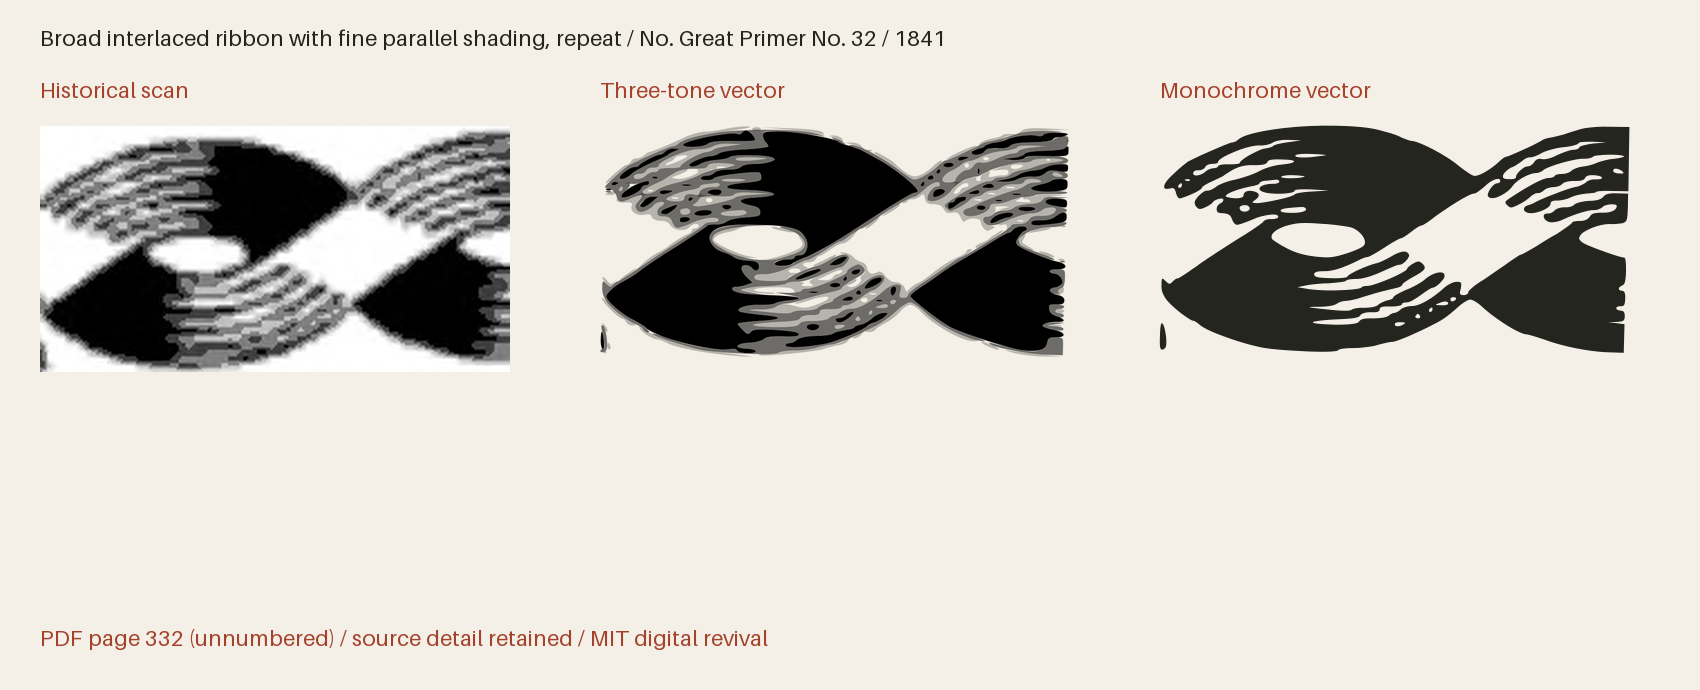 Broad interlaced ribbon with fine parallel shading, repeat / No. Great Primer No. 32 / 1841
Historical scan
Three-tone vector
Monochrome vector
PDF page 332 (unnumbered) / source detail retained / MIT digital revival